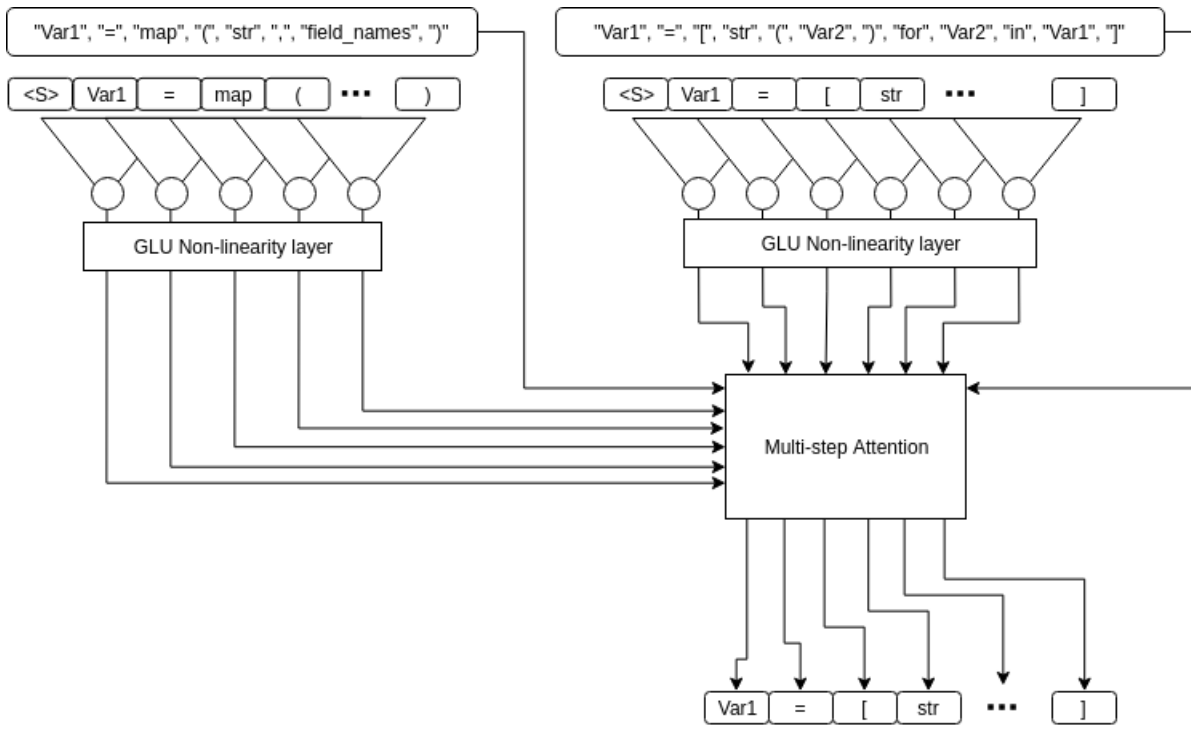 "Var1", "=", "map", "(", "str", ",", "field_names", ")"
"Var1", "=", "[", "str", "(", "Var2", ")", "for", "Var2", "in", "Var1", "]"
<S> Var1 = map ( ... )
<S> Var1 = [ str ... ]
GLU Non-linearity layer
GLU Non-linearity layer
Multi-step Attention
Var1 = [ str ... ]